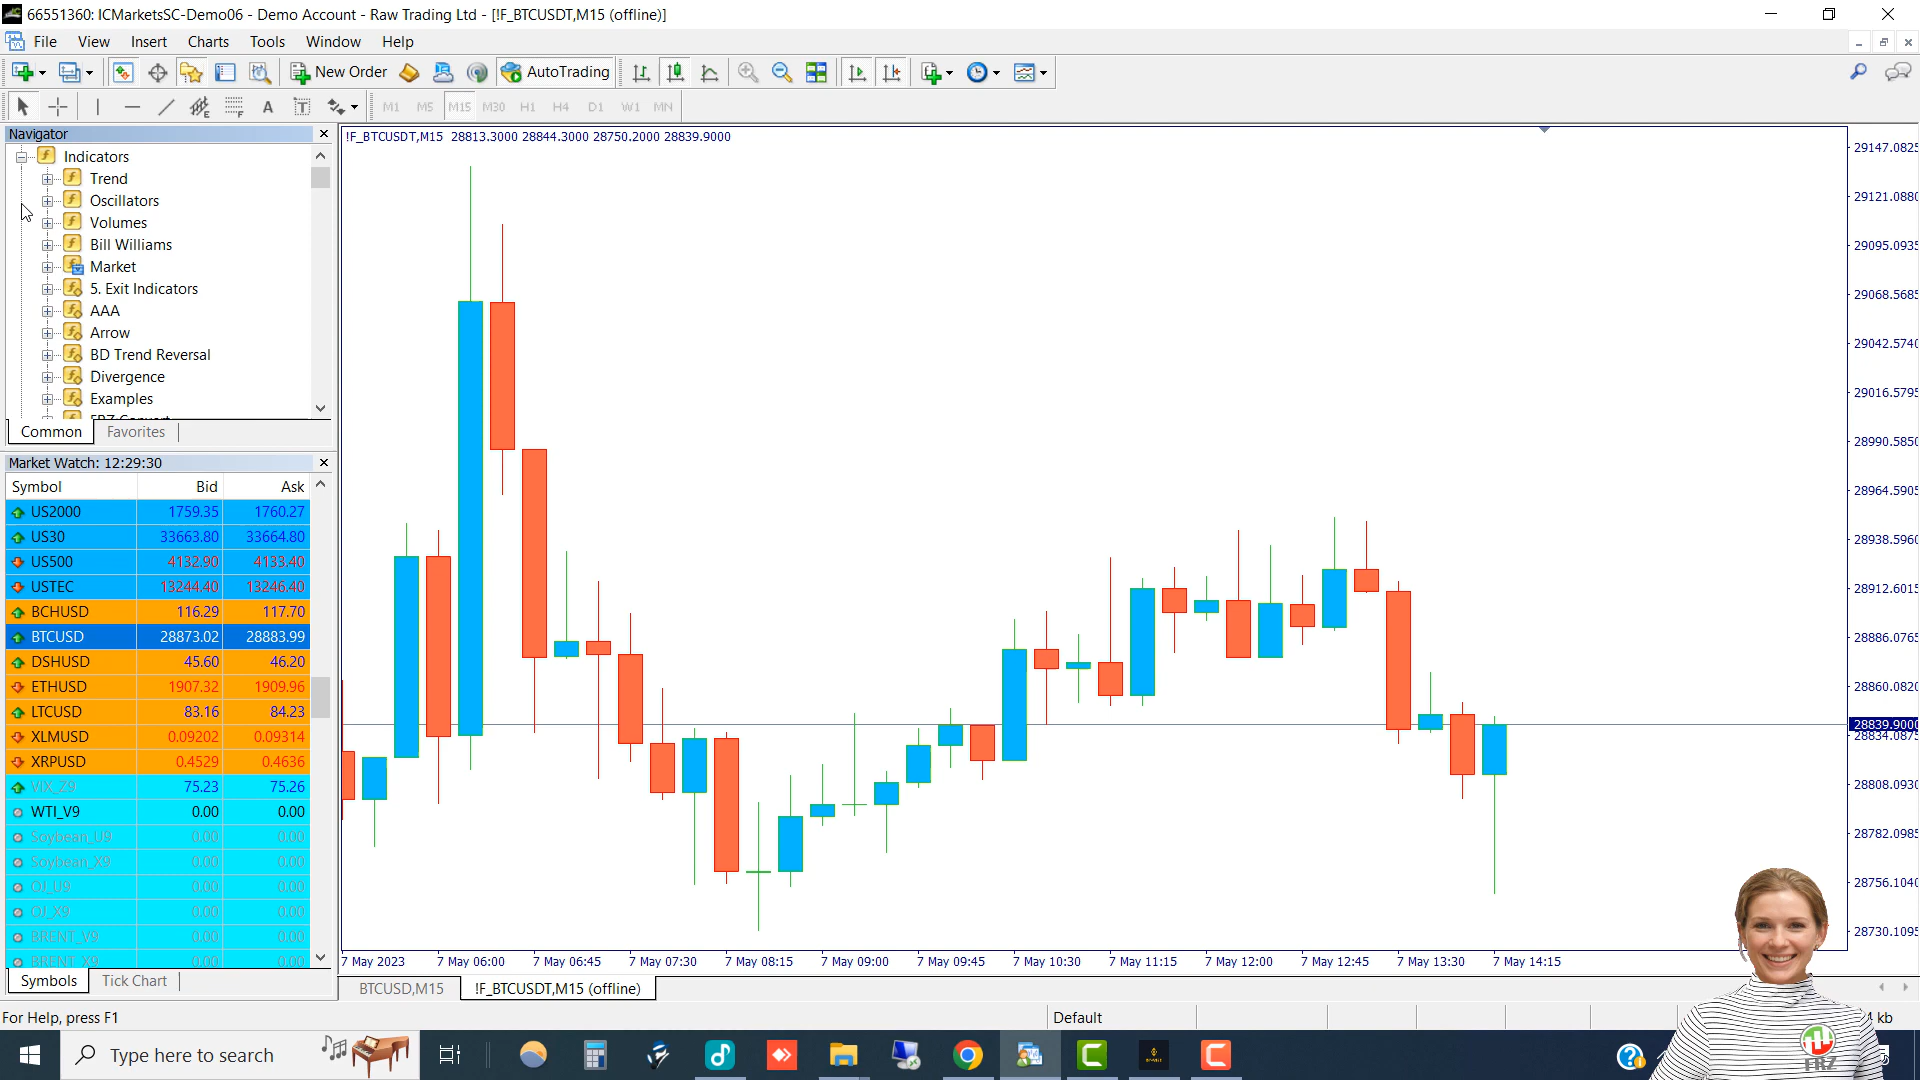 66551360: ICMarketsSC-Demo06 - Demo Account - Raw Trading Ltd - [!F_BTCUSDT,M15 (offline)]
File View Insert Charts Tools Window Help
New Order AutoTrading
A T M1 M5 M15 M30 H1 H4 D1 W1 MN
Navigator
Indicators
Trend
Oscillators
Volumes
Bill Williams
Market
5. Exit Indicators
AAA
Arrow
BD Trend Reversal
Divergence
Examples
Common Favorites
Market Watch: 12:29:30
Symbol Bid Ask
US2000 1759.35 1760.27
US30 33663.80 33664.80
US500 4132.90 4133.40
USTEC 13244.40 13246.40
BCHUSD 116.29 117.70
BTCUSD 28873.02 28883.99
DSHUSD 45.60 46.20
ETHUSD 1907.32 1909.96
LTCUSD 83.16 84.23
XLMUSD 0.09202 0.09314
XRPUSD 0.4529 0.4636
VIX_Z9 75.23 75.26
WTI_V9 0.00 0.00
Soybean_U9 0.00 0.00
Soybean_X9 0.00 0.00
OJ_U9 0.00 0.00
OJ_X9 0.00 0.00
BRENT_V9 0.00 0.00
BRENT_X9 0.00 0.00
Symbols Tick Chart
!F_BTCUSDT,M15 28813.3000 28844.3000 28750.2000 28839.9000
29147.0825
29121.0885
29095.0935
29068.5685
29042.5740
29016.5795
28990.5850
28964.5905
28938.5960
28912.6015
28886.0765
28860.0820
28839.9000
28834.0875
28808.0930
28782.0985
28756.1040
28730.1095
7 May 2023 7 May 06:00 7 May 06:45 7 May 07:30 7 May 08:15 7 May 09:00 7 May 09:45 7 May 10:30 7 May 11:15 7 May 12:00 7 May 12:45 7 May 13:30 7 May 14:15
BTCUSD,M15 !F_BTCUSDT,M15 (offline)
For Help, press F1 Default kb
Type here to search
FRZ